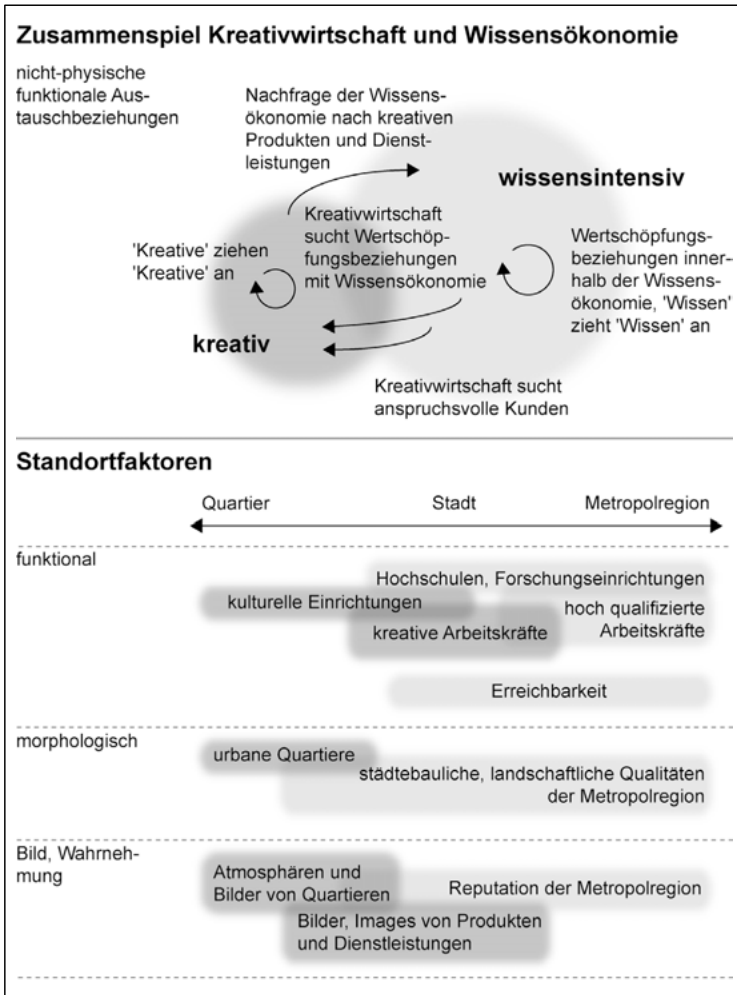 Zusammenspiel Kreativwirtschaft und Wissensökonomie
nicht-physische
funktionale Aus-
tauschbeziehungen
Nachfrage der Wissens-
ökonomie nach kreativen
Produkten und Dienst-
leistungen
wissensintensiv
'Kreative' ziehen
'Kreative' an
Kreativwirtschaft
sucht Wertschöp-
fungsbeziehungen
mit Wissensökonomie
Wertschöpfungs-
beziehungen inner-
halb der Wissens-
ökonomie, 'Wissen'
zieht 'Wissen' an
kreativ
Kreativwirtschaft sucht
anspruchsvolle Kunden
Standortfaktoren
Quartier Stadt Metropolregion
funktional
Hochschulen, Forschungseinrichtungen
kulturelle Einrichtungen
kreative Arbeitskräfte
hoch qualifizierte
Arbeitskräfte
Erreichbarkeit
morphologisch
urbane Quartiere
städtebauliche, landschaftliche Qualitäten
der Metropolregion
Bild, Wahrneh-
mung
Atmosphären und
Bilder von Quartieren
Reputation der Metropolregion
Bilder, Images von Produkten
und Dienstleistungen